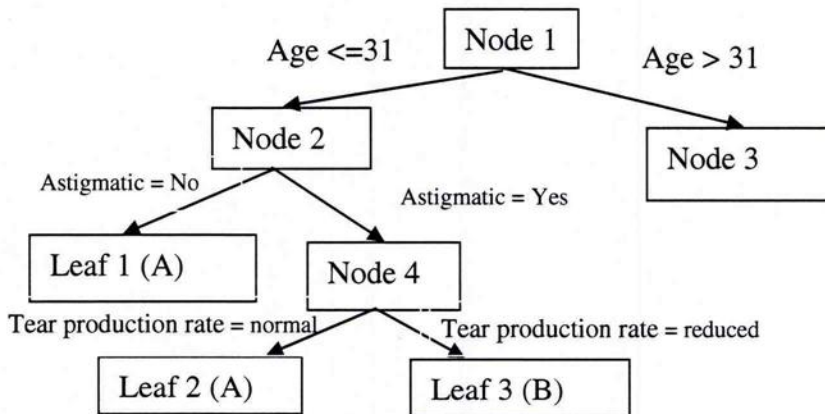 Node 1
Age <=31
Age > 31
Node 2
Node 3
Astigmatic = No
Astigmatic = Yes
Leaf 1 (A)
Node 4
Tear production rate = normal
Tear production rate = reduced
Leaf 2 (A)
Leaf 3 (B)